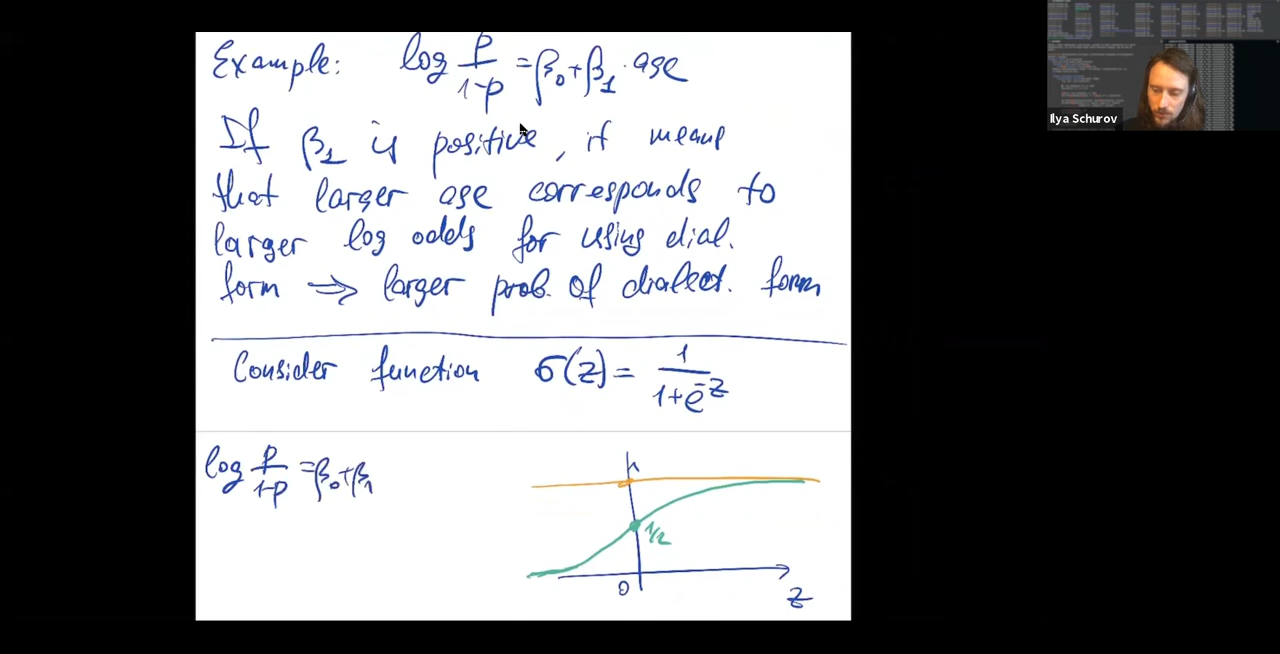 Example: log p/1-p = β₀+β₁·age
If β₁ is positive, it means
that larger age corresponds to
larger log odds for using dial.
form ⇒ larger prob. of dialect. form
Consider function σ(z) = 1/1+e^-z
log p/1-p = β₀+β₁
1/2
0
z
Ilya Schurov